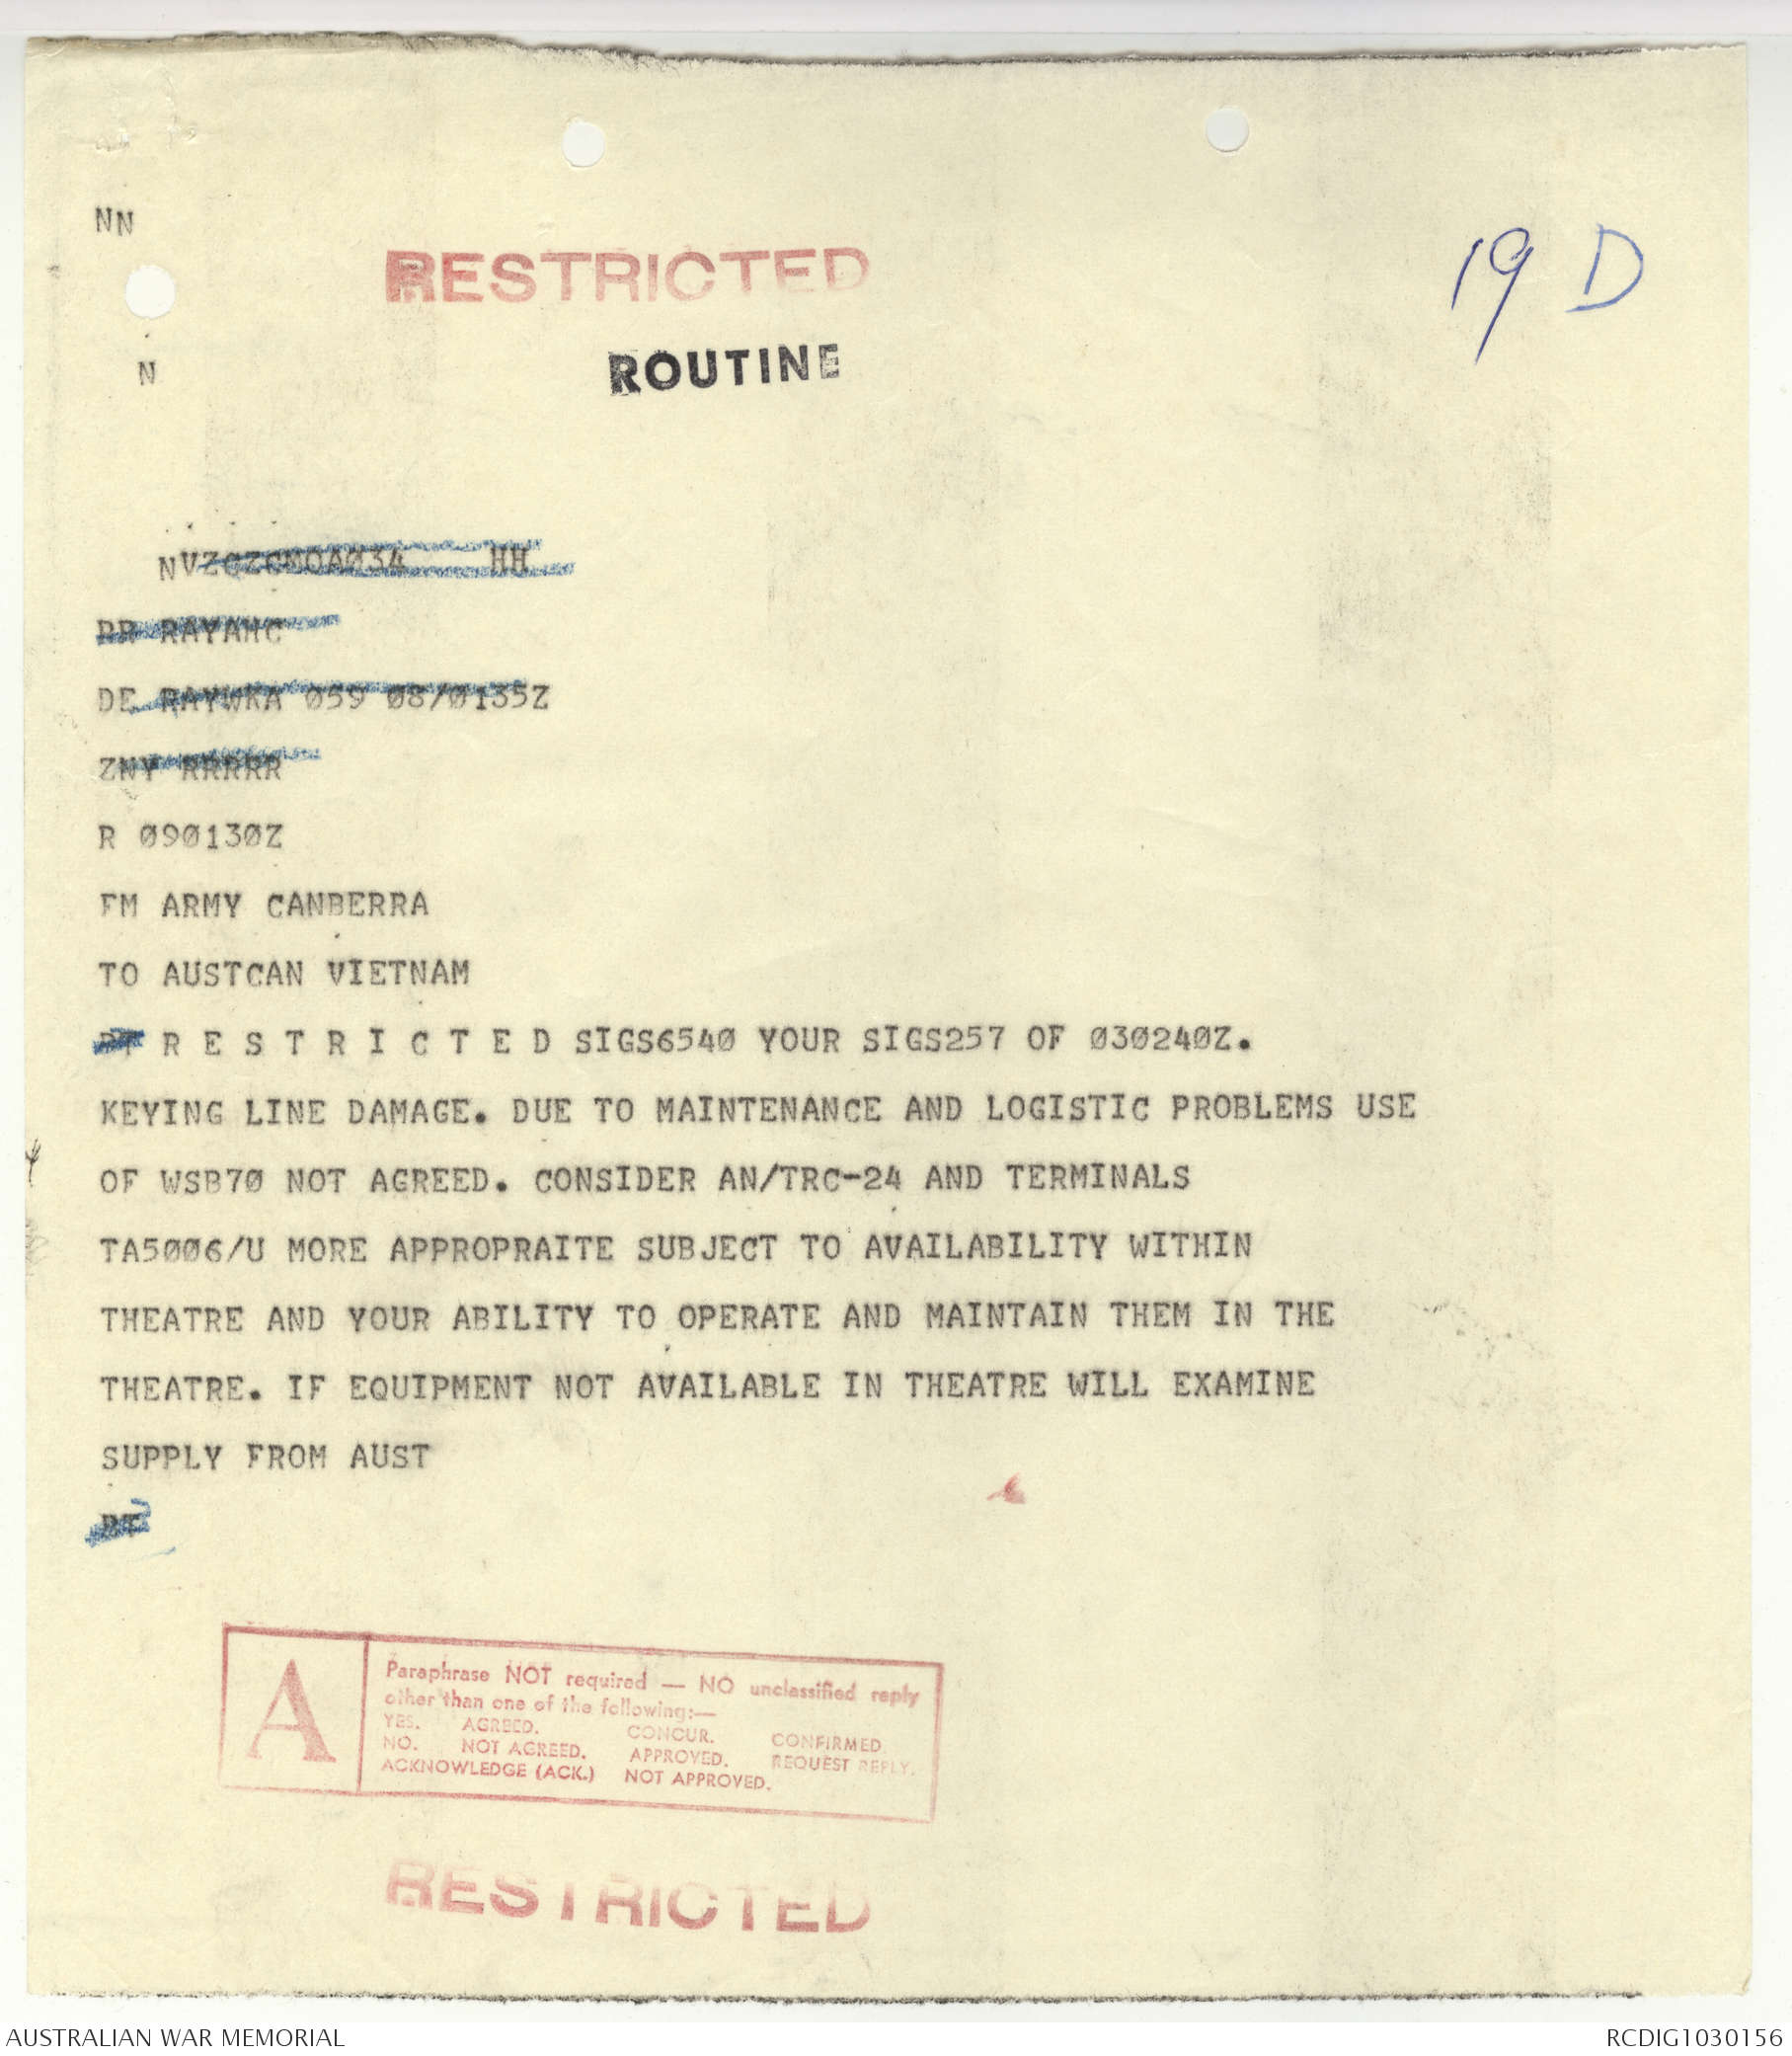 NN
RESTRICTED
19 D
ROUTINE
N
NVZCZCMOA034 HH
RR RAYAHC
DE RAYWKA 059 08/0135Z
ZNY RRRRR
R 090130Z
FM ARMY CANBERRA
TO AUSTCAN VIETNAM
BT R E S T R I C T E D SIGS6540 YOUR SIGS257 OF 030240Z.
KEYING LINE DAMAGE. DUE TO MAINTENANCE AND LOGISTIC PROBLEMS USE
OF WSB70 NOT AGREED. CONSIDER AN/TRC-24 AND TERMINALS
TA5006/U MORE APPROPRAITE SUBJECT TO AVAILABILITY WITHIN
THEATRE AND YOUR ABILITY TO OPERATE AND MAINTAIN THEM IN THE
THEATRE. IF EQUIPMENT NOT AVAILABLE IN THEATRE WILL EXAMINE
SUPPLY FROM AUST
A
Paraphrase NOT required — NO unclassified reply
other than one of the following:—
YES. AGREED. CONCUR. CONFIRMED
NO. NOT AGREED. APPROVED. REQUEST REPLY.
ACKNOWLEDGE (ACK.) NOT APPROVED.
RESTRICTED
AUSTRALIAN WAR MEMORIAL
RCDIG1030156